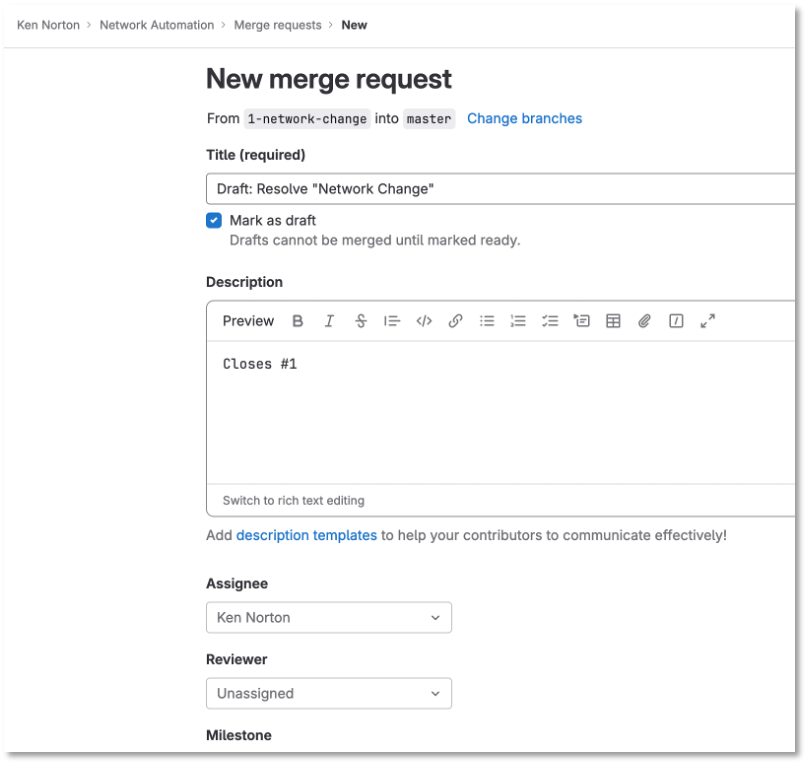 Ken Norton > Network Automation > Merge requests > New
New merge request
From 1-network-change into master Change branches
Title (required)
Draft: Resolve "Network Change"
Mark as draft
Drafts cannot be merged until marked ready.
Description
Preview
Closes #1
Switch to rich text editing
Add description templates to help your contributors to communicate effectively!
Assignee
Ken Norton
Reviewer
Unassigned
Milestone